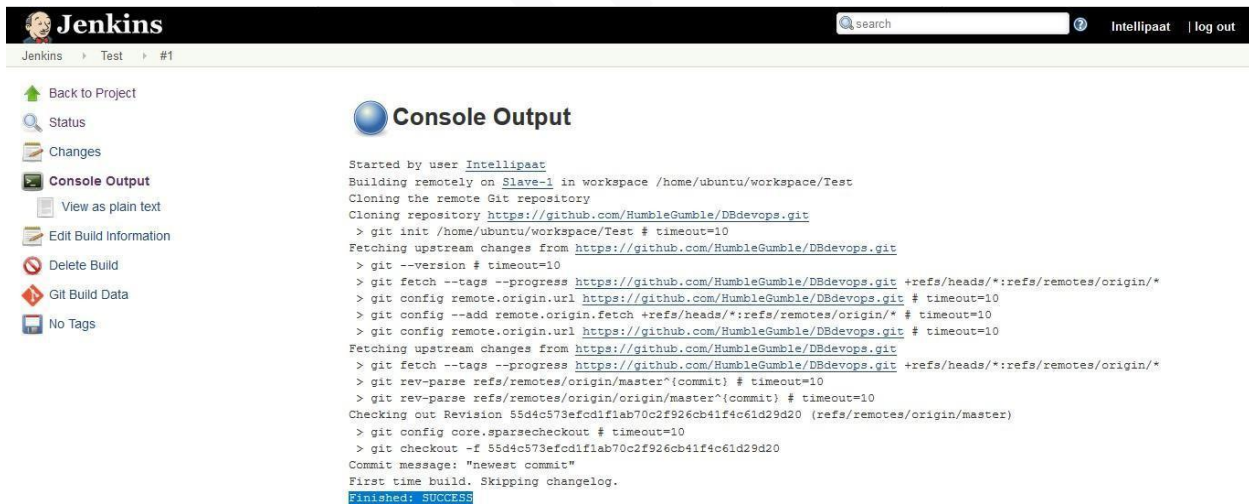 Jenkins
search
Intellipaat | log out
Jenkins Test #1
Back to Project
Status
Changes
Console Output
View as plain text
Edit Build Information
Delete Build
Git Build Data
No Tags
Console Output
Started by user Intellipaat
Building remotely on Slave-1 in workspace /home/ubuntu/workspace/Test
Cloning the remote Git repository
Cloning repository https://github.com/HumbleGumble/DBdevops.git
> git init /home/ubuntu/workspace/Test # timeout=10
Fetching upstream changes from https://github.com/HumbleGumble/DBdevops.git
> git --version # timeout=10
> git fetch --tags --progress https://github.com/HumbleGumble/DBdevops.git +refs/heads/*:refs/remotes/origin/*
> git config remote.origin.url https://github.com/HumbleGumble/DBdevops.git # timeout=10
> git config --add remote.origin.fetch +refs/heads/*:refs/remotes/origin/* # timeout=10
> git config remote.origin.url https://github.com/HumbleGumble/DBdevops.git # timeout=10
Fetching upstream changes from https://github.com/HumbleGumble/DBdevops.git
> git fetch --tags --progress https://github.com/HumbleGumble/DBdevops.git +refs/heads/*:refs/remotes/origin/*
> git rev-parse refs/remotes/origin/master^{commit} # timeout=10
> git rev-parse refs/remotes/origin/origin/master^{commit} # timeout=10
Checking out Revision 55d4c573efcd1f1ab70c2f926cb41f4c61d29d20 (refs/remotes/origin/master)
> git config core.sparsecheckout # timeout=10
> git checkout -f 55d4c573efcd1f1ab70c2f926cb41f4c61d29d20
Commit message: "newest commit"
First time build. Skipping changelog.
Finished: SUCCESS